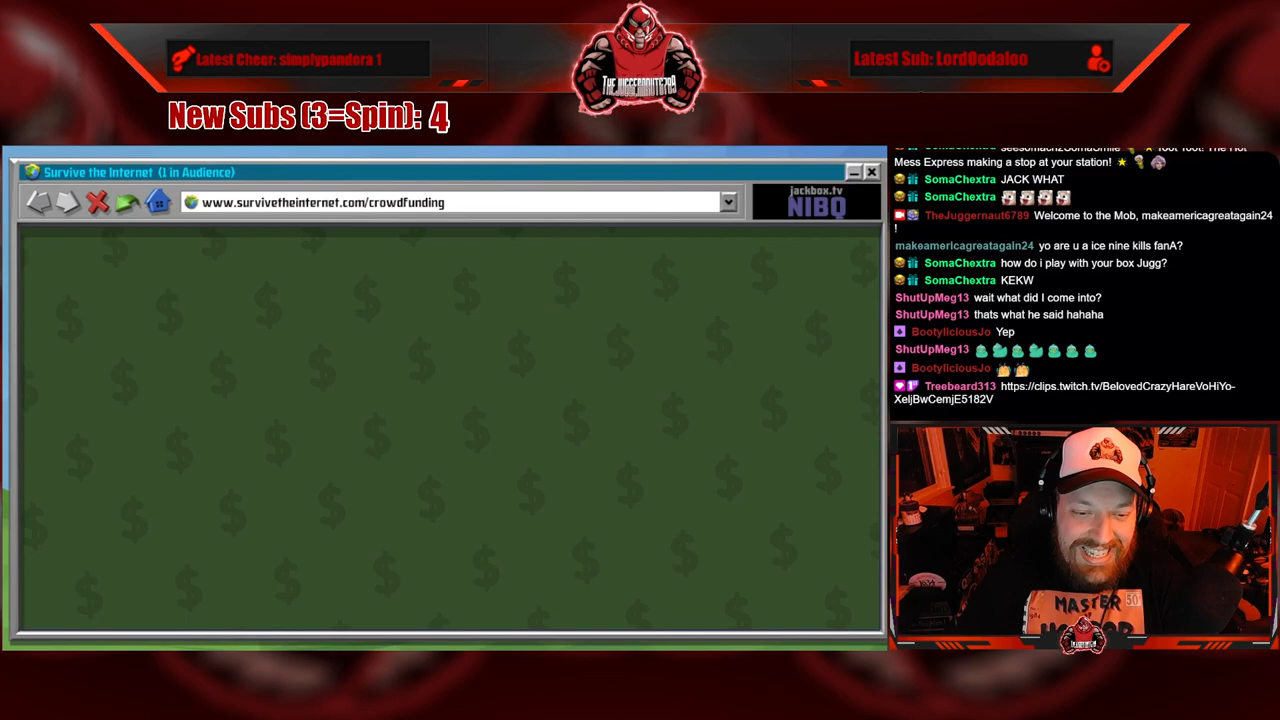 Latest Cheer: simplypandora 1
THEJUGGERNAUT6789
Latest Sub: LordOodaloo
New Subs (3=Spin): 4
Survive the Internet (1 in Audience)
www.survivetheinternet.com/crowdfunding
jackbox.tv
NIBQ
Mess Express making a stop at your station!
SomaChextra JACK WHAT
SomaChextra
TheJuggernaut6789 Welcome to the Mob, makeamericagreatagain24
!
makeamericagreatagain24 yo are u a ice nine kills fanA?
SomaChextra how do i play with your box Jugg?
SomaChextra KEKW
ShutUpMeg13 wait what did I come into?
ShutUpMeg13 thats what he said hahaha
BootyliciousJo Yep
ShutUpMeg13
BootyliciousJo
Treebeard313 https://clips.twitch.tv/BelovedCrazyHareVoHiYo-
XeljBwCemjE5182V
MASTER
50¢